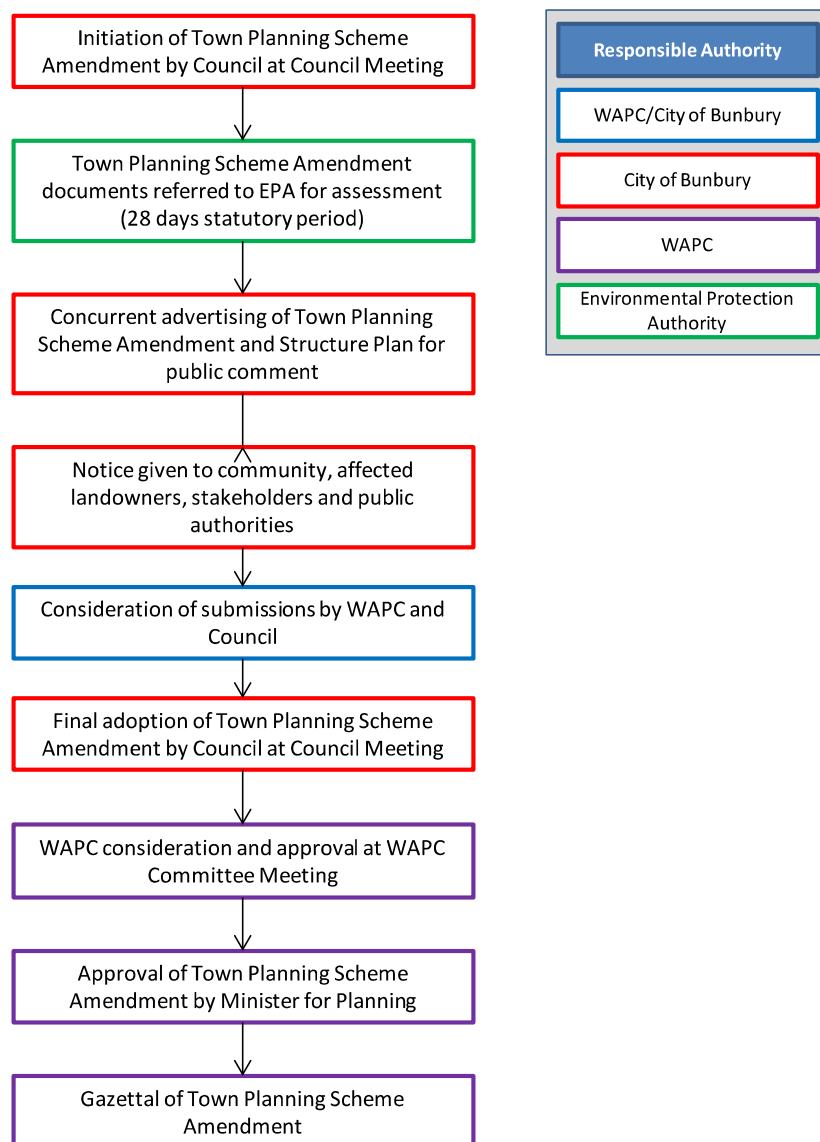 Initiation of Town Planning Scheme
Amendment by Council at Council Meeting
Town Planning Scheme Amendment
documents referred to EPA for assessment
(28 days statutory period)
Concurrent advertising of Town Planning
Scheme Amendment and Structure Plan for
public comment
Notice given to community, affected
landowners, stakeholders and public
authorities
Consideration of submissions by WAPC and
Council
Final adoption of Town Planning Scheme
Amendment by Council at Council Meeting
WAPC consideration and approval at WAPC
Committee Meeting
Approval of Town Planning Scheme
Amendment by Minister for Planning
Gazettal of Town Planning Scheme
Amendment
Responsible Authority
WAPC/City of Bunbury
City of Bunbury
WAPC
Environmental Protection
Authority